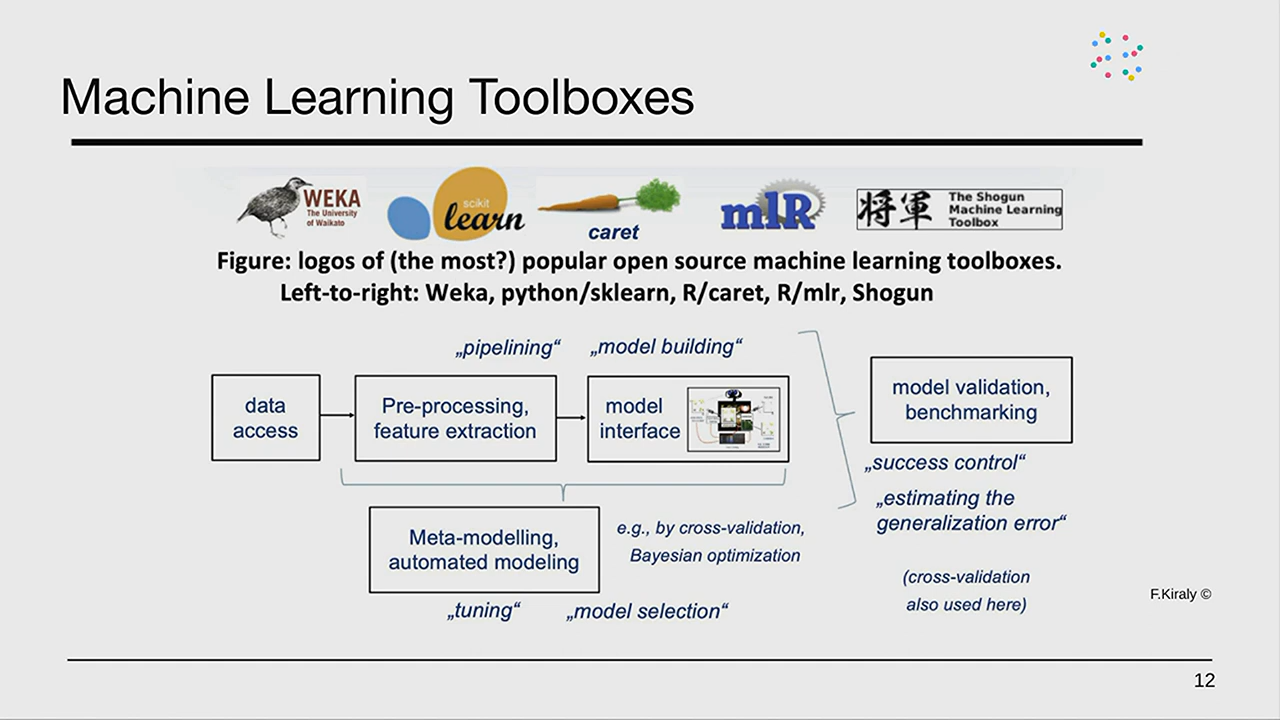 Machine Learning Toolboxes
WEKA
The University
of Waikato
scikit
learn
caret
mlR
将軍
The Shogun
Machine Learning
Toolbox
Figure: logos of (the most?) popular open source machine learning toolboxes.
Left-to-right: Weka, python/sklearn, R/caret, R/mlr, Shogun
„pipelining“
„model building“
data
access
Pre-processing,
feature extraction
model
interface
model validation,
benchmarking
„success control“
„estimating the
generalization error“
Meta-modelling,
automated modeling
e.g., by cross-validation,
Bayesian optimization
(cross-validation
also used here)
„tuning“
„model selection“
F.Kiraly ©
12